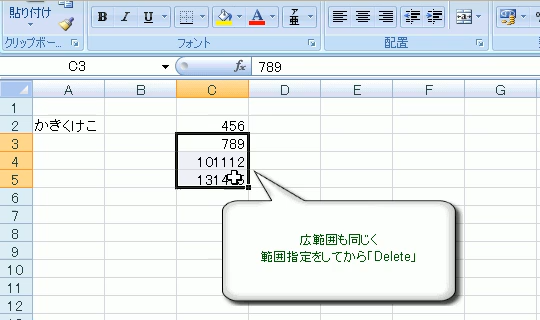 貼り付け
B I U
A ア亜
クリップボー... フォント 配置
C3 fx 789
A B C D E F G
1
2 かきくけこ 456
3 789
4 101112
5
6
7
8
9
10
11
12
広範囲も同じく
範囲指定をしてから「Delete」